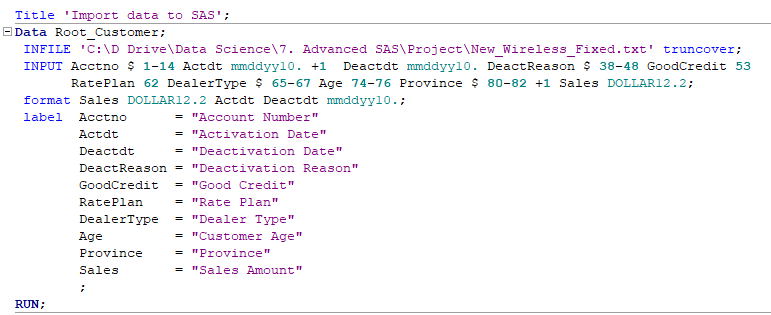 Title 'Import data to SAS';
Data Root_Customer;
INFILE 'C:\D Drive\Data Science\7. Advanced SAS\Project\New_Wireless_Fixed.txt' truncover;
INPUT Acctno $ 1-14 Actdt mmddyy10. +1  Deactdt mmddyy10. DeactReason $ 38-48 GoodCredit 53
RatePlan 62 DealerType $ 65-67 Age 74-76 Province $ 80-82 +1 Sales DOLLAR12.2;
format Sales DOLLAR12.2 Actdt Deactdt mmddyy10.;
label  Acctno      = "Account Number"
Actdt       = "Activation Date"
Deactdt     = "Deactivation Date"
DeactReason = "Deactivation Reason"
GoodCredit  = "Good Credit"
RatePlan    = "Rate Plan"
DealerType  = "Dealer Type"
Age         = "Customer Age"
Province    = "Province"
Sales       = "Sales Amount"
;
RUN;